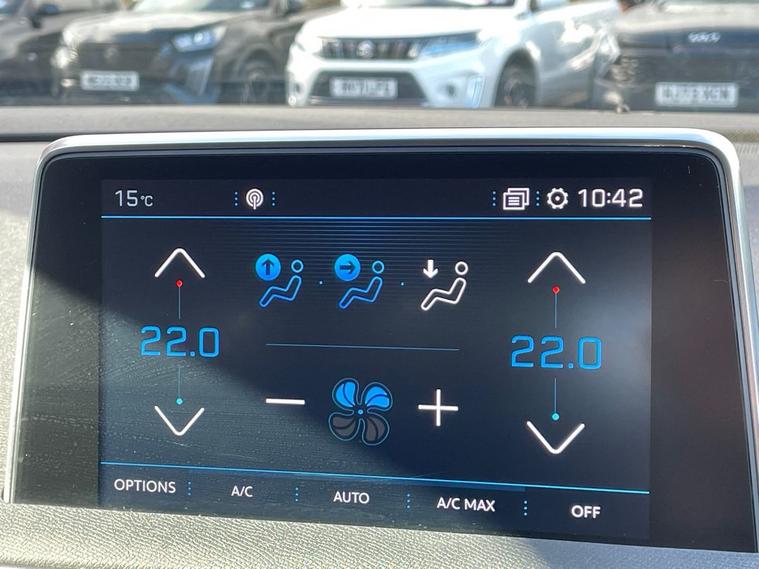 15°C
10:42
22.0
22.0
OPTIONS
A/C
AUTO
A/C MAX
OFF